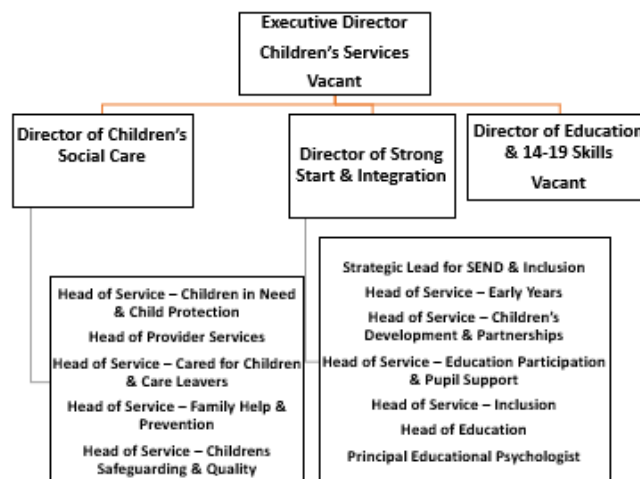 Executive Director
Children's Services
Vacant
Director of Children's
Social Care
Director of Strong
Start & Integration
Director of Education
& 14-19 Skills
Vacant
Head of Service – Children in Need
& Child Protection
Head of Provider Services
Head of Service – Cared for Children
& Care Leavers
Head of Service – Family Help &
Prevention
Head of Service – Childrens
Safeguarding & Quality
Strategic Lead for SEND & Inclusion
Head of Service – Early Years
Head of Service – Children's
Development & Partnerships
Head of Service – Education Participation
& Pupil Support
Head of Service – Inclusion
Head of Education
Principal Educational Psychologist